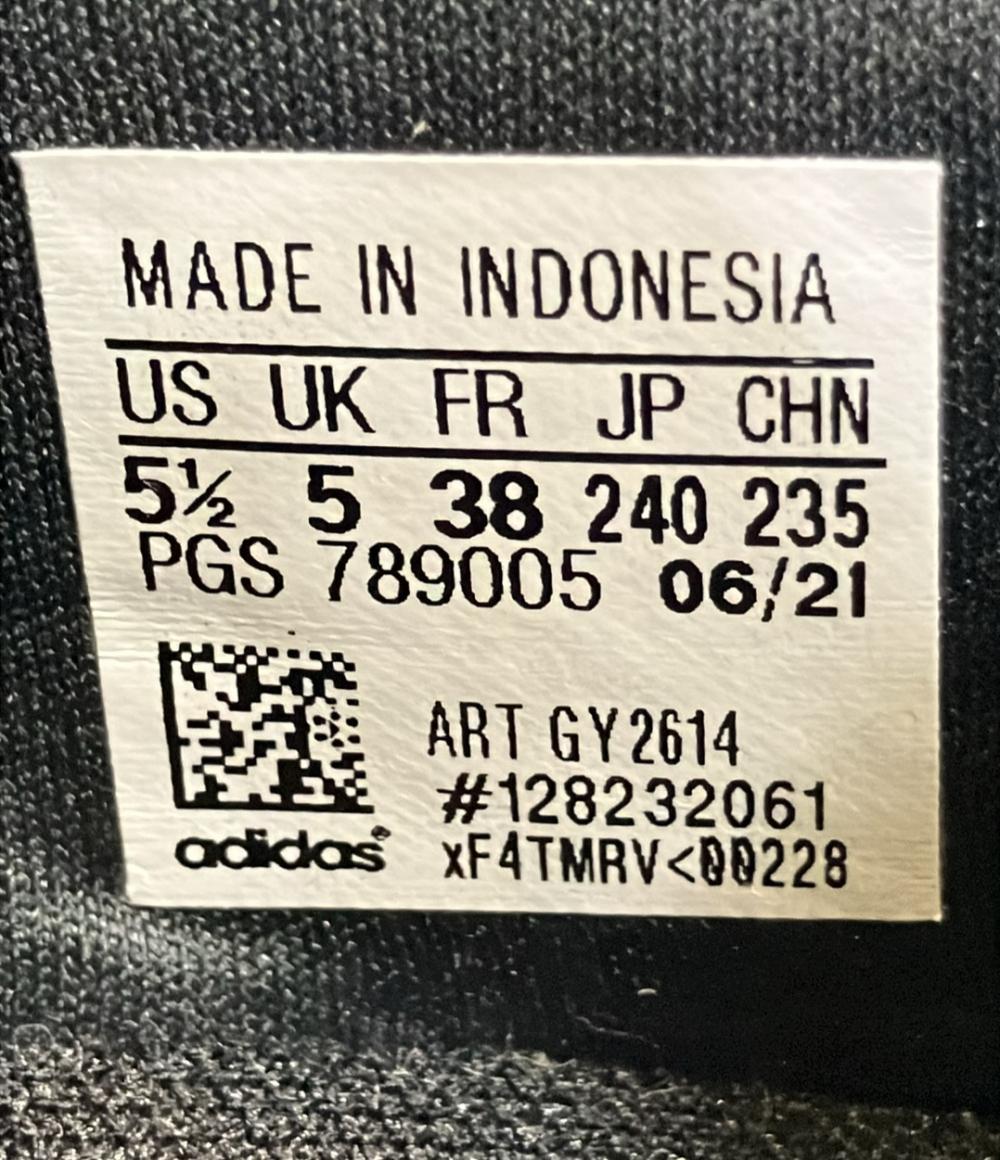 MADE IN INDONESIA
US UK FR JP CHN
5½ 5 38 240 235
PGS 789005 06/21
ART GY2614
#128232061
adidas® xF4TMRV<00228